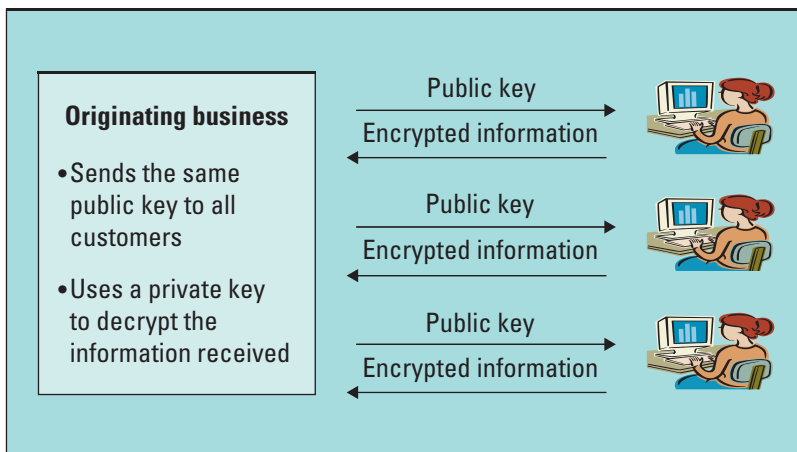 Originating business
•Sends the same
public key to all
customers
•Uses a private key
to decrypt the
information received
Public key
Encrypted information
Public key
Encrypted information
Public key
Encrypted information